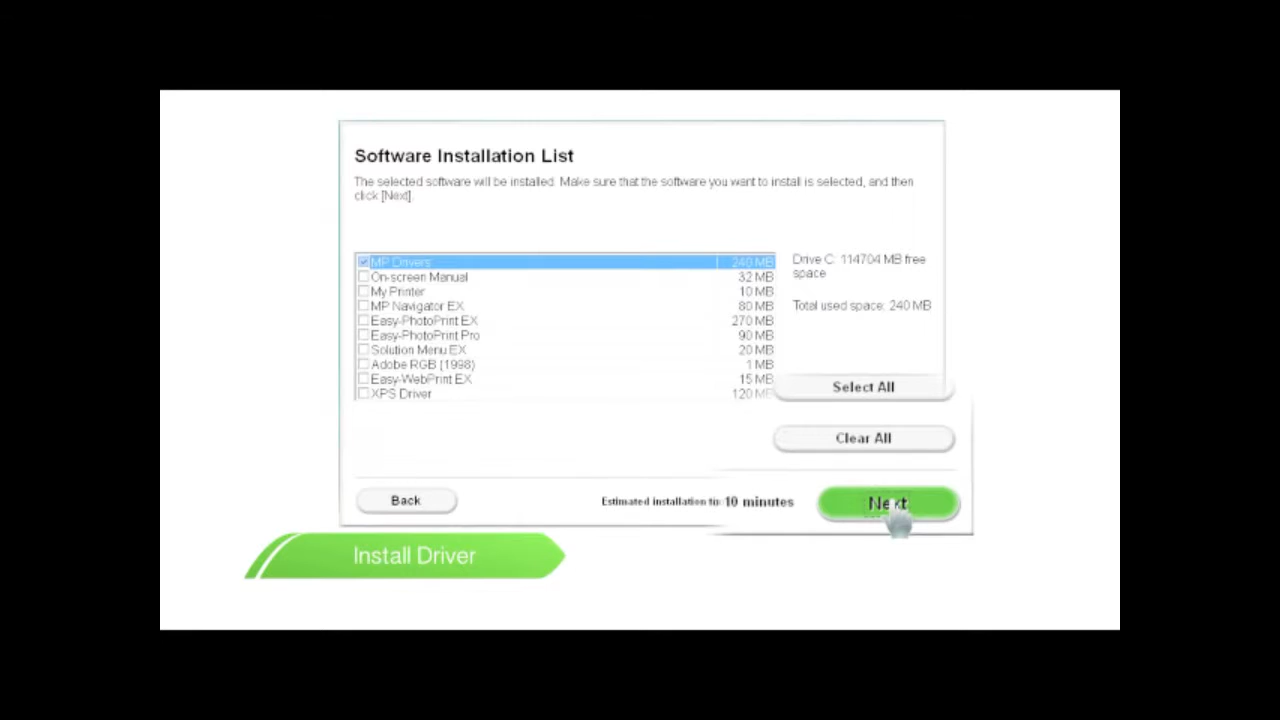 Software Installation List
The selected software will be installed. Make sure that the software you want to install is selected, and then
click [Next].
MP Drivers 240 MB
On-screen Manual 32 MB
My Printer 10 MB
MP Navigator EX 80 MB
Easy-PhotoPrint EX 270 MB
Easy-PhotoPrint Pro 90 MB
Solution Menu EX 20 MB
Adobe RGB (1998) 1 MB
Easy-WebPrint EX 15 MB
XPS Driver 120 MB
Drive C: 114704 MB free
space
Total used space: 240 MB
Select All
Clear All
Back
Estimated installation 10 minutes
Next
Install Driver